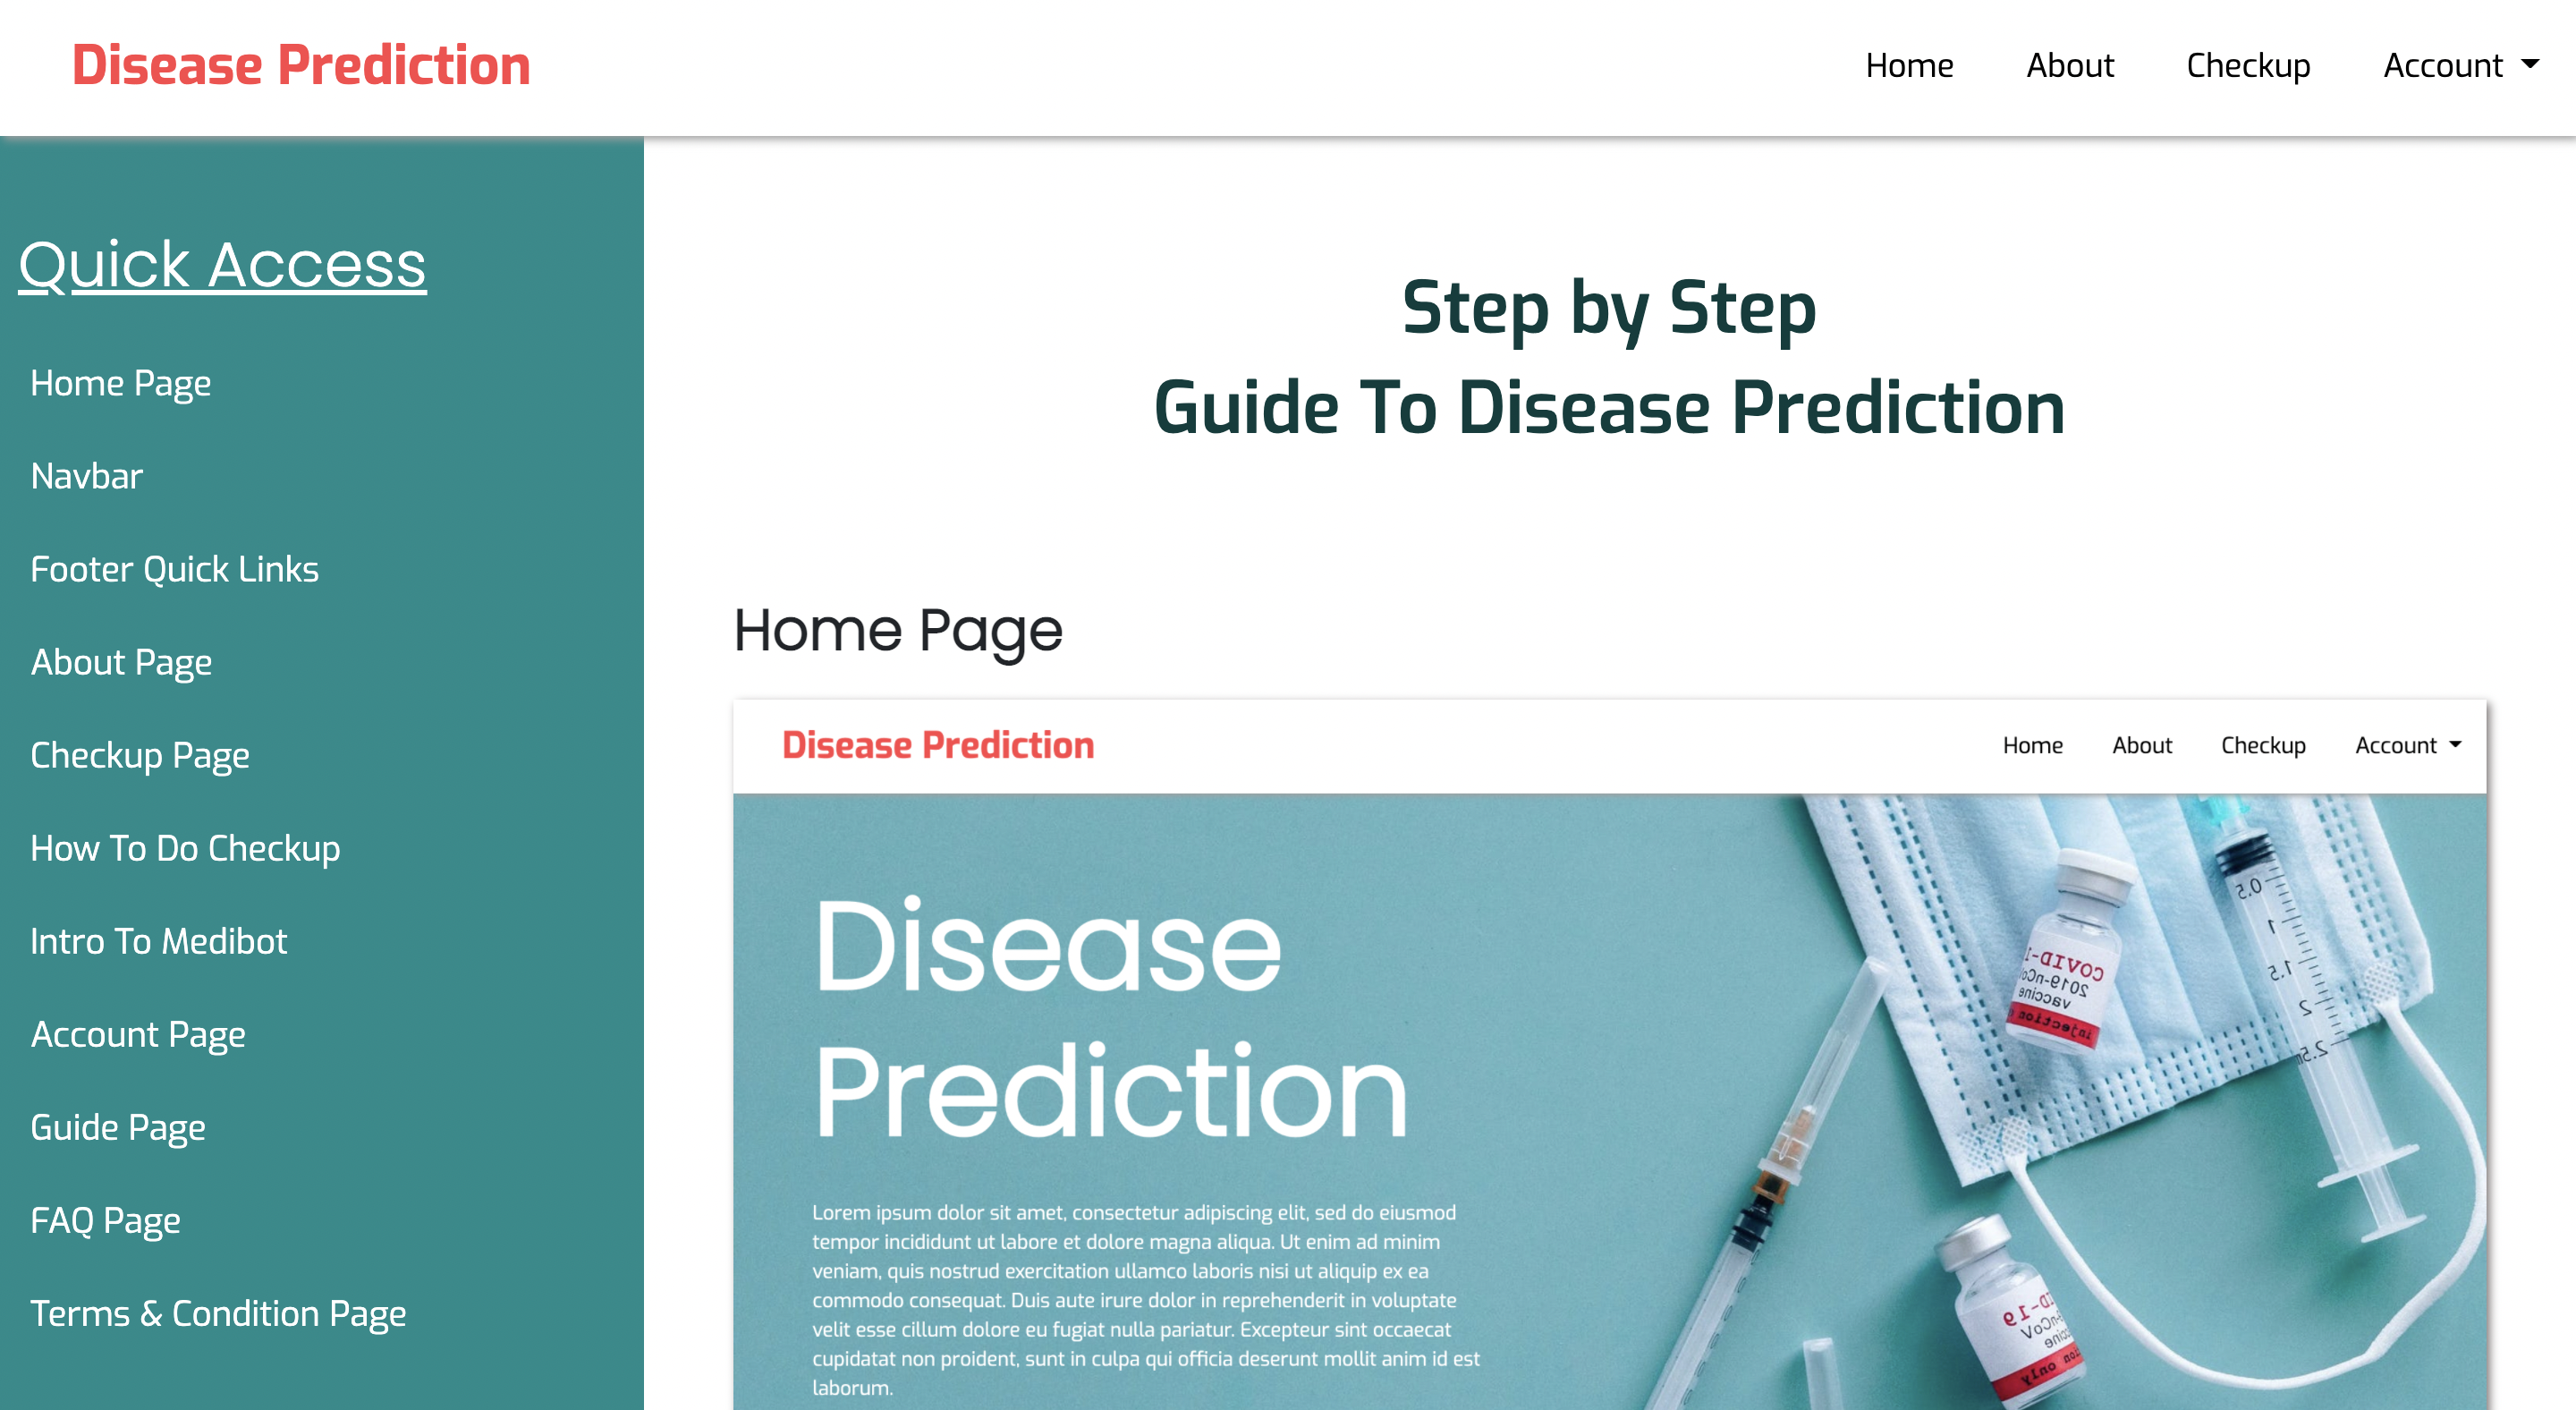 Disease Prediction
Home About Checkup Account
Quick Access
Home Page
Navbar
Footer Quick Links
About Page
Checkup Page
How To Do Checkup
Intro To Medibot
Account Page
Guide Page
FAQ Page
Terms & Condition Page
Step by Step
Guide To Disease Prediction
Home Page
Disease Prediction
Home About Checkup Account
Disease
Prediction
Lorem ipsum dolor sit amet, consectetur adipiscing elit, sed do eiusmod
tempor incididunt ut labore et dolore magna aliqua. Ut enim ad minim
veniam, quis nostrud exercitation ullamco laboris nisi ut aliquip ex ea
commodo consequat. Duis aute irure dolor in reprehenderit in voluptate
velit esse cillum dolore eu fugiat nulla pariatur. Excepteur sint occaecat
cupidatat non proident, sunt in culpa qui officia deserunt mollit anim id est
laborum.
COVID-
2019-nCo
vaccine
injection
0.5
1
1.5
2
2.5
D-19
nCoV
only